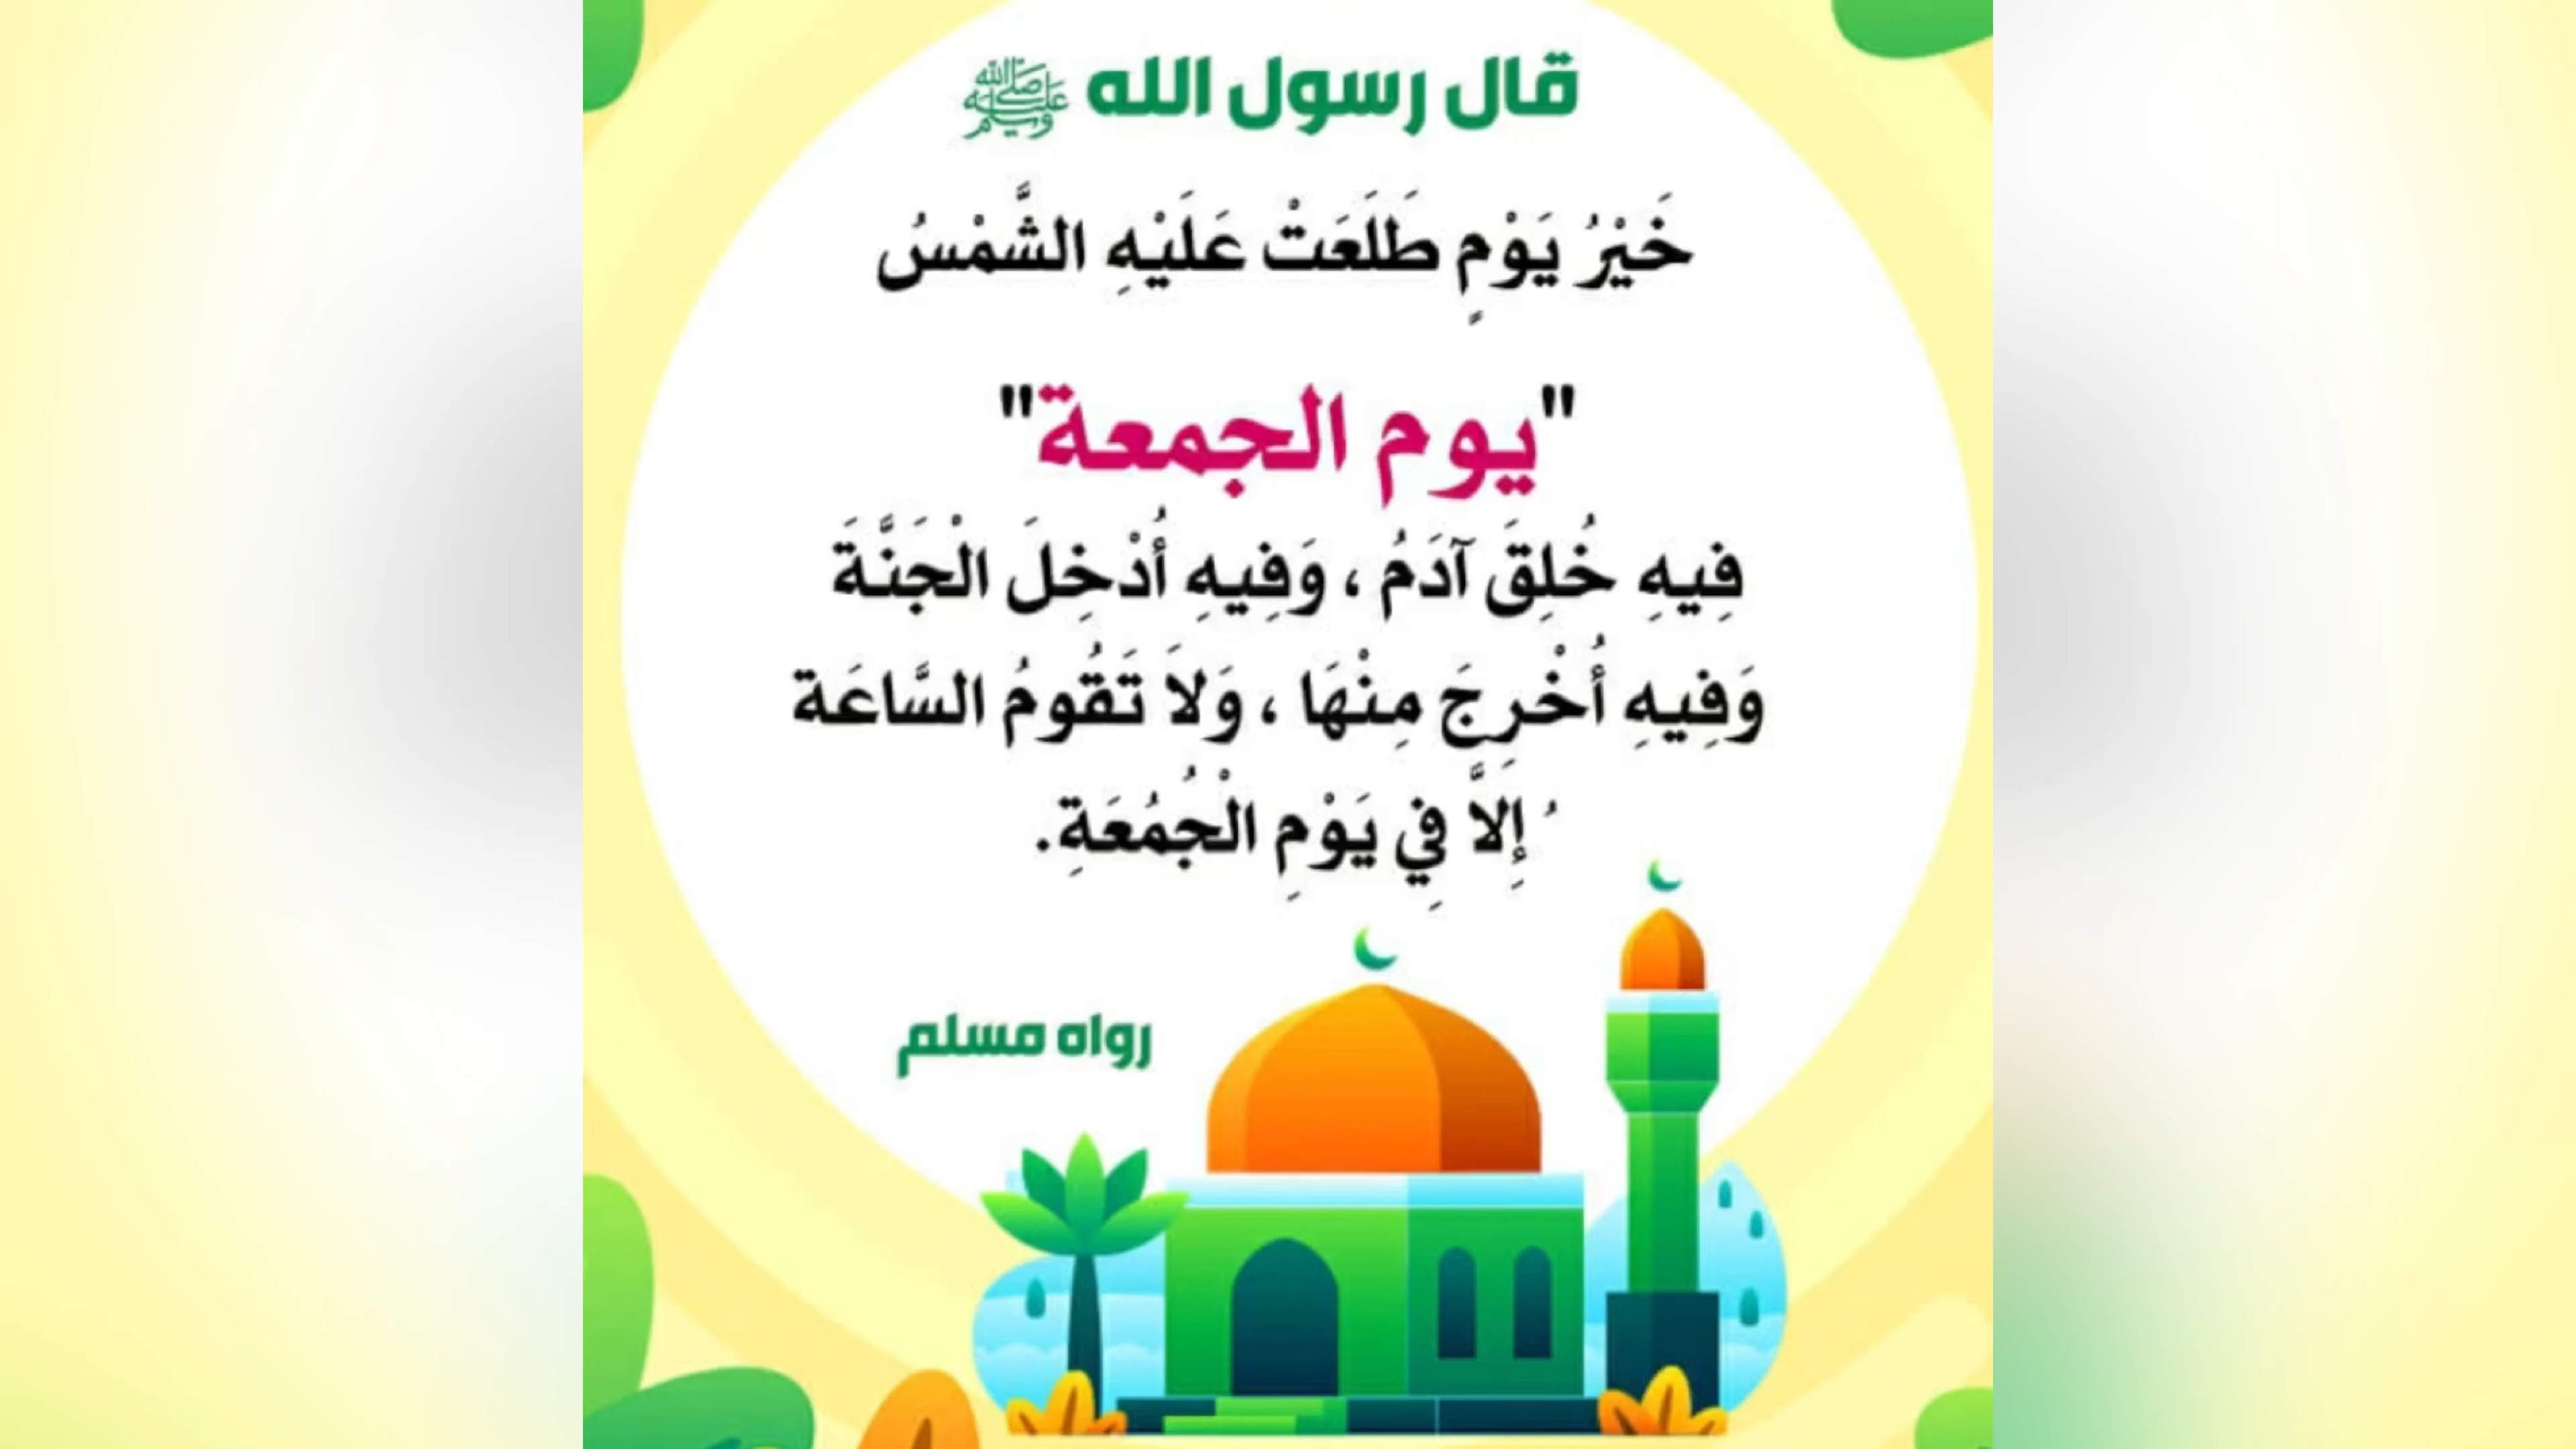 قال رسول الله ﷺ
خَيْرُ يَوْمٍ طَلَعَتْ عَلَيْهِ الشَّمْسُ
"يوم الجمعة"
فِيهِ خُلِقَ آدَمُ ، وَفِيهِ أُدْخِلَ الْجَنَّةَ
وَفِيهِ أُخْرِجَ مِنْهَا ، وَلاَ تَقُومُ السَّاعَة
ُ إِلاَّ فِي يَوْمِ الْجُمُعَةِ.
رواه مسلم